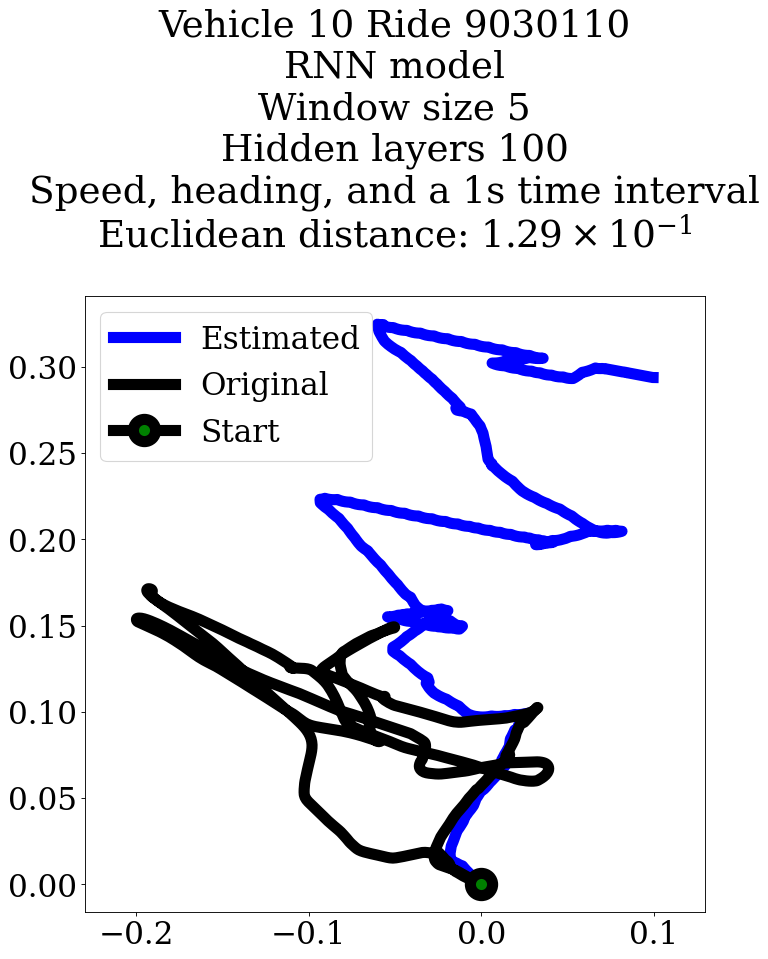 Vehicle 10 Ride 9030110
RNN model
Window size 5
Hidden layers 100
Speed, heading, and a 1s time interval
Euclidean distance: 1.29 × 10⁻¹
Estimated
Original
Start
0.30
0.25
0.20
0.15
0.10
0.05
0.00
−0.2 −0.1 0.0 0.1